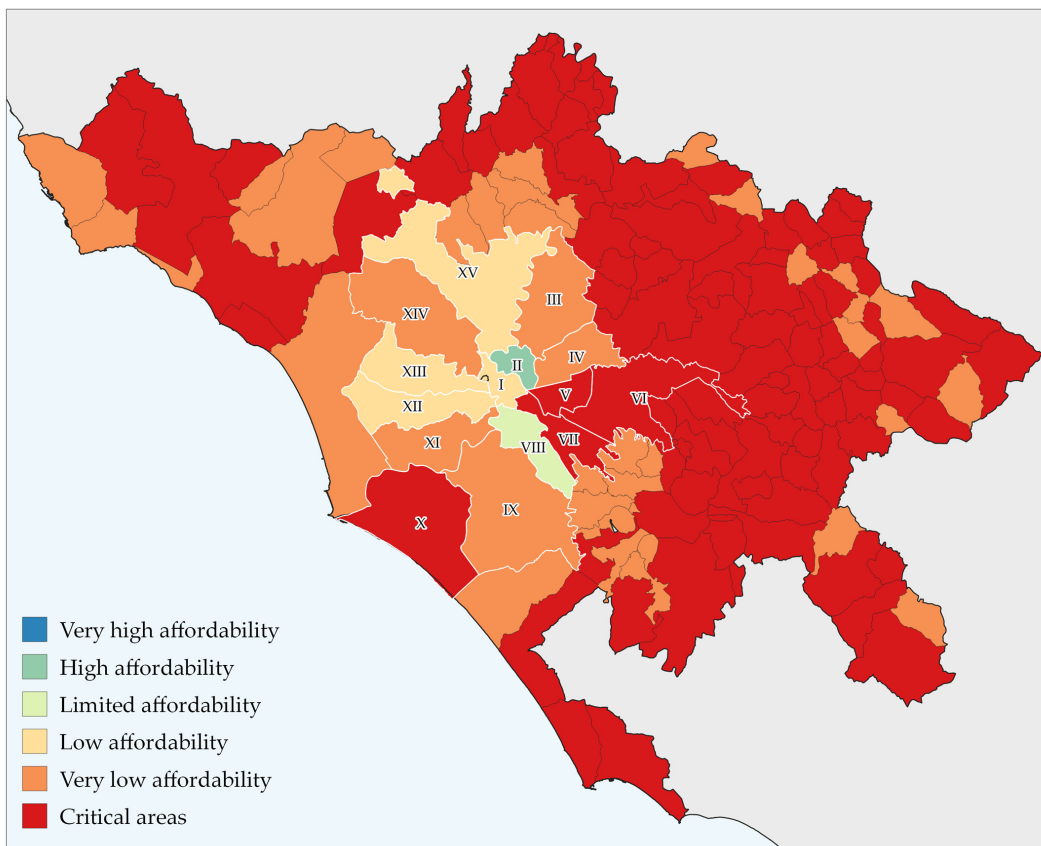 XV
III
XIV
IV
II
XIII
I
V
VI
XII
VII
XI
VIII
IX
X
Very high affordability
High affordability
Limited affordability
Low affordability
Very low affordability
Critical areas